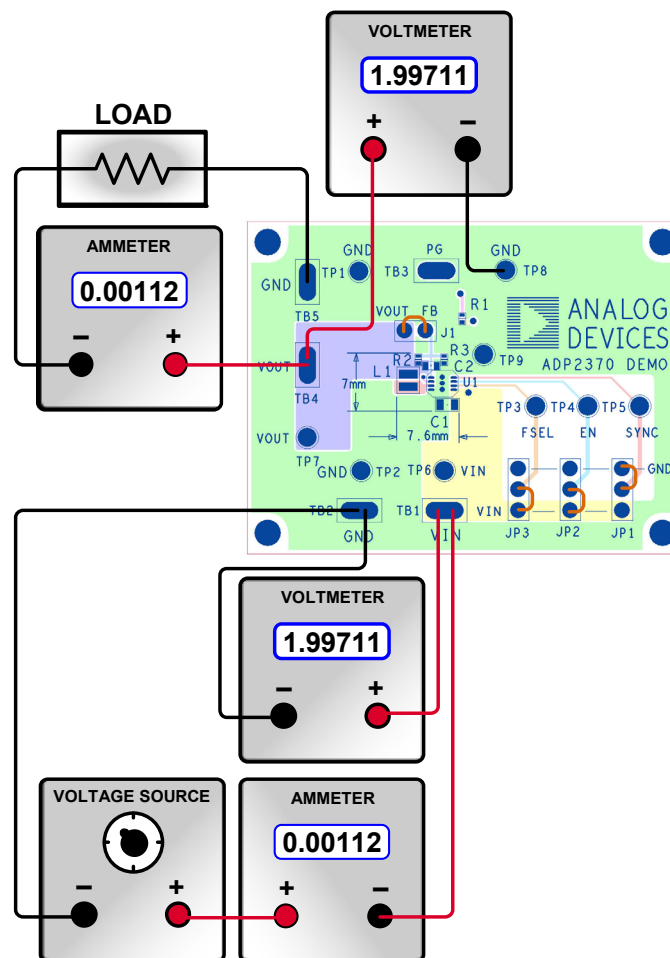 VOLTMETER
1.99711
+ −
LOAD
AMMETER
0.00112
− +
GND
TP1
GND
TB5
TB3
PG
GND
TP8
VOUT FB
J1
R1
ANALOG
DEVICES
ADP2370 DEMO
R2
R3
C2
TP9
VOUT
TB4
L1
U1
7mm
C1
7.6mm
TP3 TP4 TP5
FSEL EN SYNC
VOUT
TP7
GND TP2 TP6 VIN
GND
TB2 TB1 VIN
GND VIN
JP3 JP2 JP1
VOLTMETER
1.99711
− +
VOLTAGE SOURCE
− +
AMMETER
0.00112
+ −